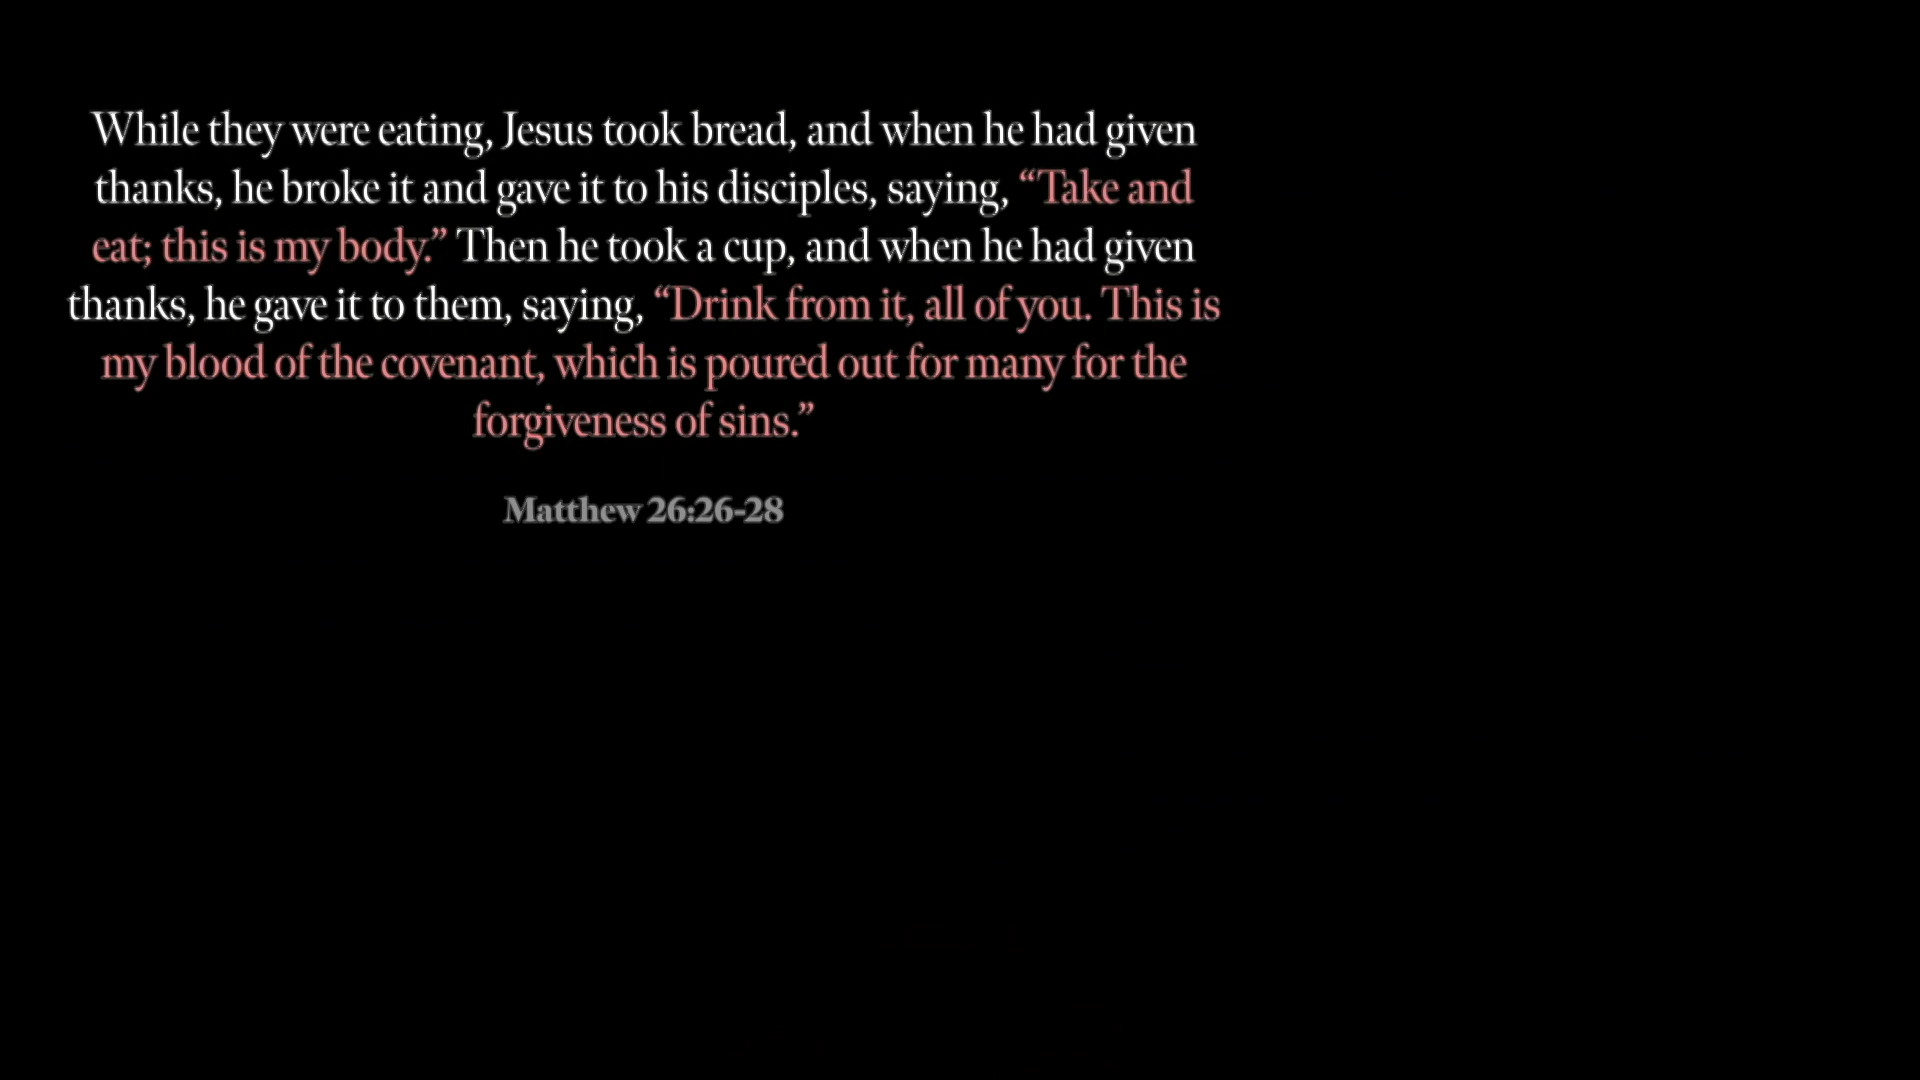 While they were eating, Jesus took bread, and when he had given
thanks, he broke it and gave it to his disciples, saying, “Take and
eat; this is my body.” Then he took a cup, and when he had given
thanks, he gave it to them, saying, “Drink from it, all of you. This is
my blood of the covenant, which is poured out for many for the
forgiveness of sins.”
Matthew 26:26-28